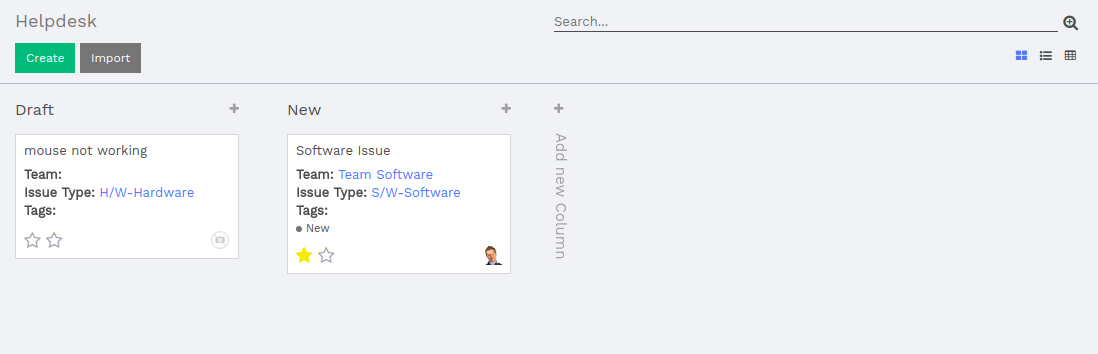 Helpdesk
Search...
Create
Import
Draft
New
mouse not working
Team:
Issue Type: H/W-Hardware
Tags:
Software Issue
Team: Team Software
Issue Type: S/W-Software
Tags:
New
Add new Column